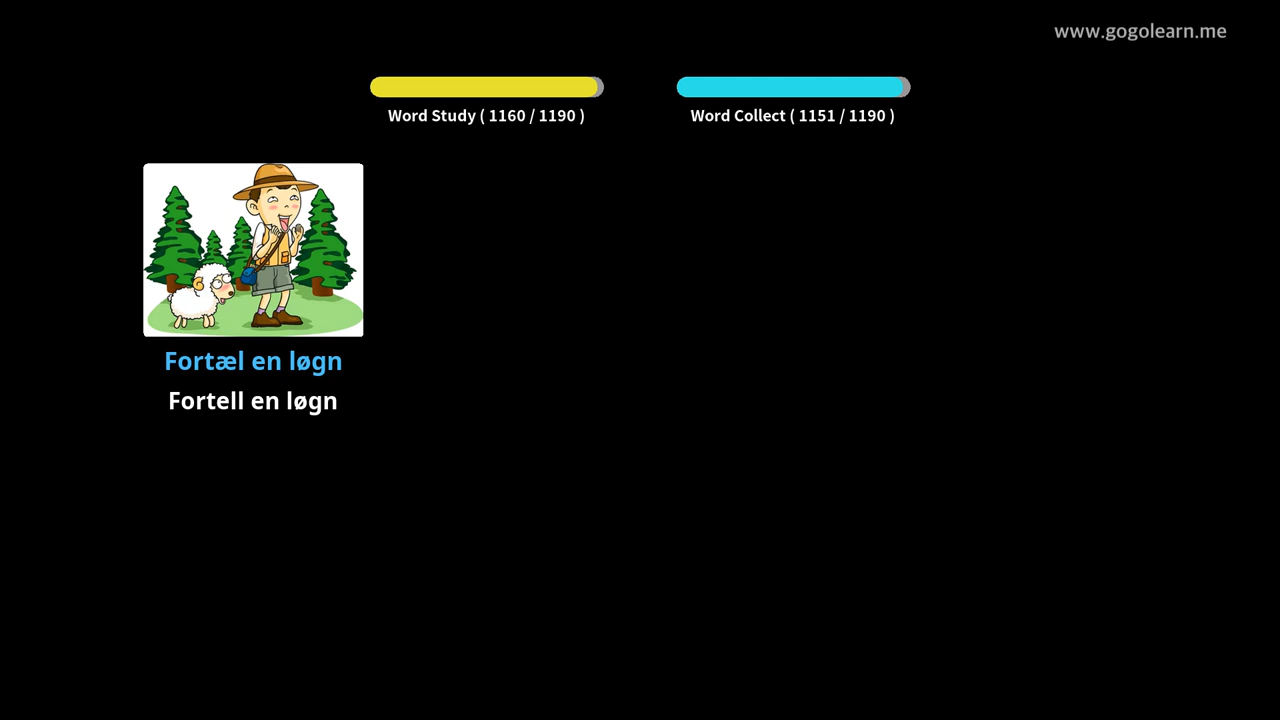 www.gogolearn.me
Word Study ( 1160 / 1190 )
Word Collect ( 1151 / 1190 )
Fortæl en løgn
Fortell en løgn